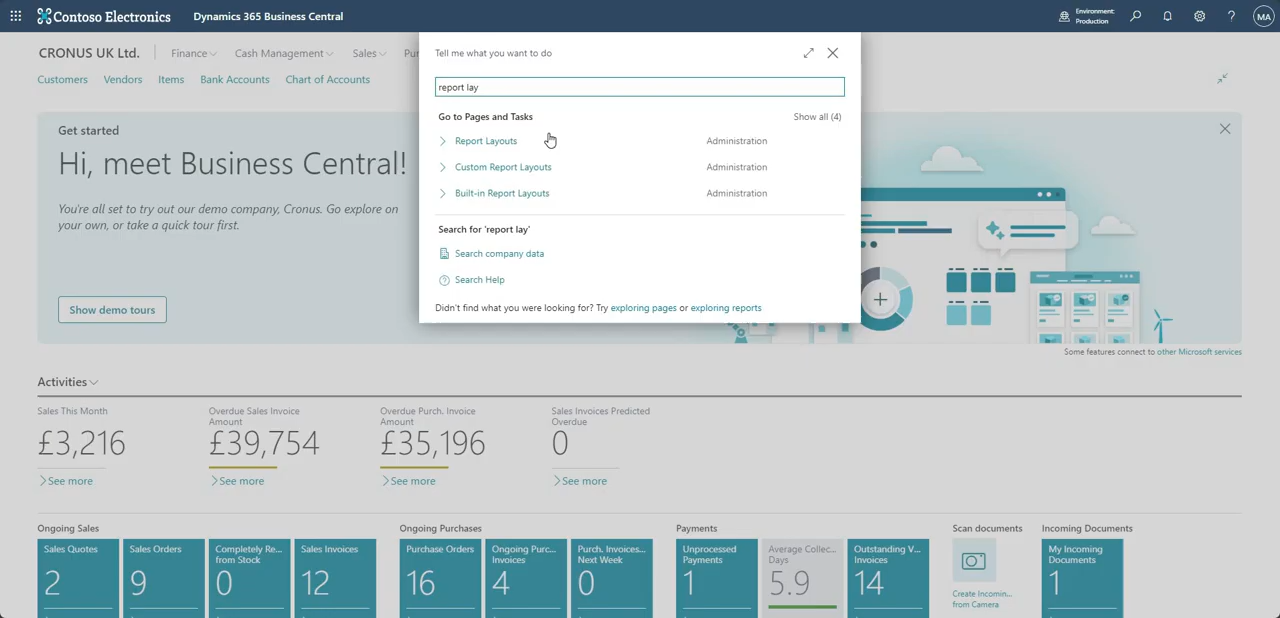 Contoso Electronics
Dynamics 365 Business Central
Environment:
Production
MA
CRONUS UK Ltd.
Finance
Cash Management
Sales
Pur
Customers
Vendors
Items
Bank Accounts
Chart of Accounts
Tell me what you want to do
report lay
Go to Pages and Tasks
Show all (4)
Report Layouts
Administration
Custom Report Layouts
Administration
Built-in Report Layouts
Administration
Search for 'report lay'
Search company data
Search Help
Didn't find what you were looking for? Try exploring pages or exploring reports
Get started
Hi, meet Business Central!
You're all set to try out our demo company, Cronus. Go explore on
your own, or take a quick tour first.
Show demo tours
Some features connect to other Microsoft services
Activities
Sales This Month
£3,216
See more
Overdue Sales Invoice
Amount
£39,754
See more
Overdue Purch. Invoice
Amount
£35,196
See more
Sales Invoices Predicted
Overdue
0
See more
Ongoing Sales
Sales Quotes
2
Sales Orders
9
Completely Re...
from Stock
0
Sales Invoices
12
Ongoing Purchases
Purchase Orders
16
Ongoing Purc...
Invoices
4
Purch. Invoices...
Next Week
0
Payments
Unprocessed
Payments
1
Average Collec...
Days
5.9
Outstanding V...
Invoices
14
Scan documents
Create Incomin...
from Camera
Incoming Documents
My Incoming
Documents
1